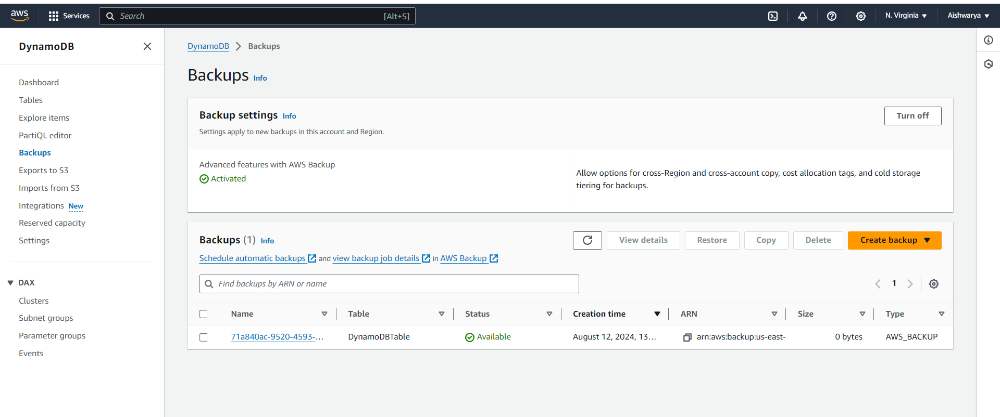 aws Services Search [Alt+S] N. Virginia Aishwarya
DynamoDB
Dashboard
Tables
Explore items
PartiQL editor
Backups
Exports to S3
Imports from S3
Integrations New
Reserved capacity
Settings
DAX
Clusters
Subnet groups
Parameter groups
Events
DynamoDB Backups
Backups Info
Backup settings Info
Turn off
Settings apply to new backups in this account and Region.
Advanced features with AWS Backup
Activated
Allow options for cross-Region and cross-account copy, cost allocation tags, and cold storage
tiering for backups.
Backups (1) Info
View details Restore Copy Delete Create backup
Schedule automatic backups and view backup job details in AWS Backup
Find backups by ARN or name
1
Name Table Status Creation time ARN Size Type
71a840ac-9520-4593-... DynamoDBTable Available August 12, 2024, 13... arn:aws:backup:us-east- 0 bytes AWS_BACKUP